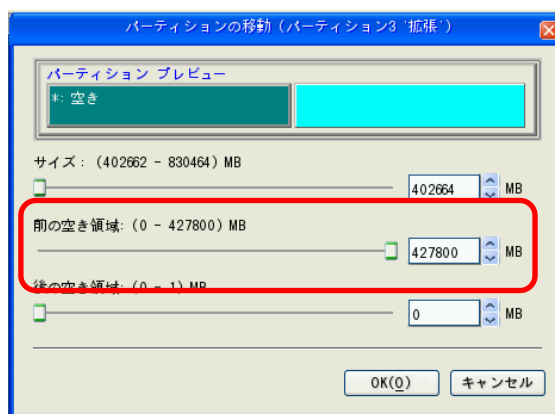 パーティションの移動(パーティション3 '拡張')
パーティション プレビュー
*: 空き
サイズ: (402662 - 830464) MB
402664 MB
前の空き領域: (0 - 427800) MB
427800 MB
後の空き領域: (0 - 1) MB
0 MB
OK(O) キャンセル